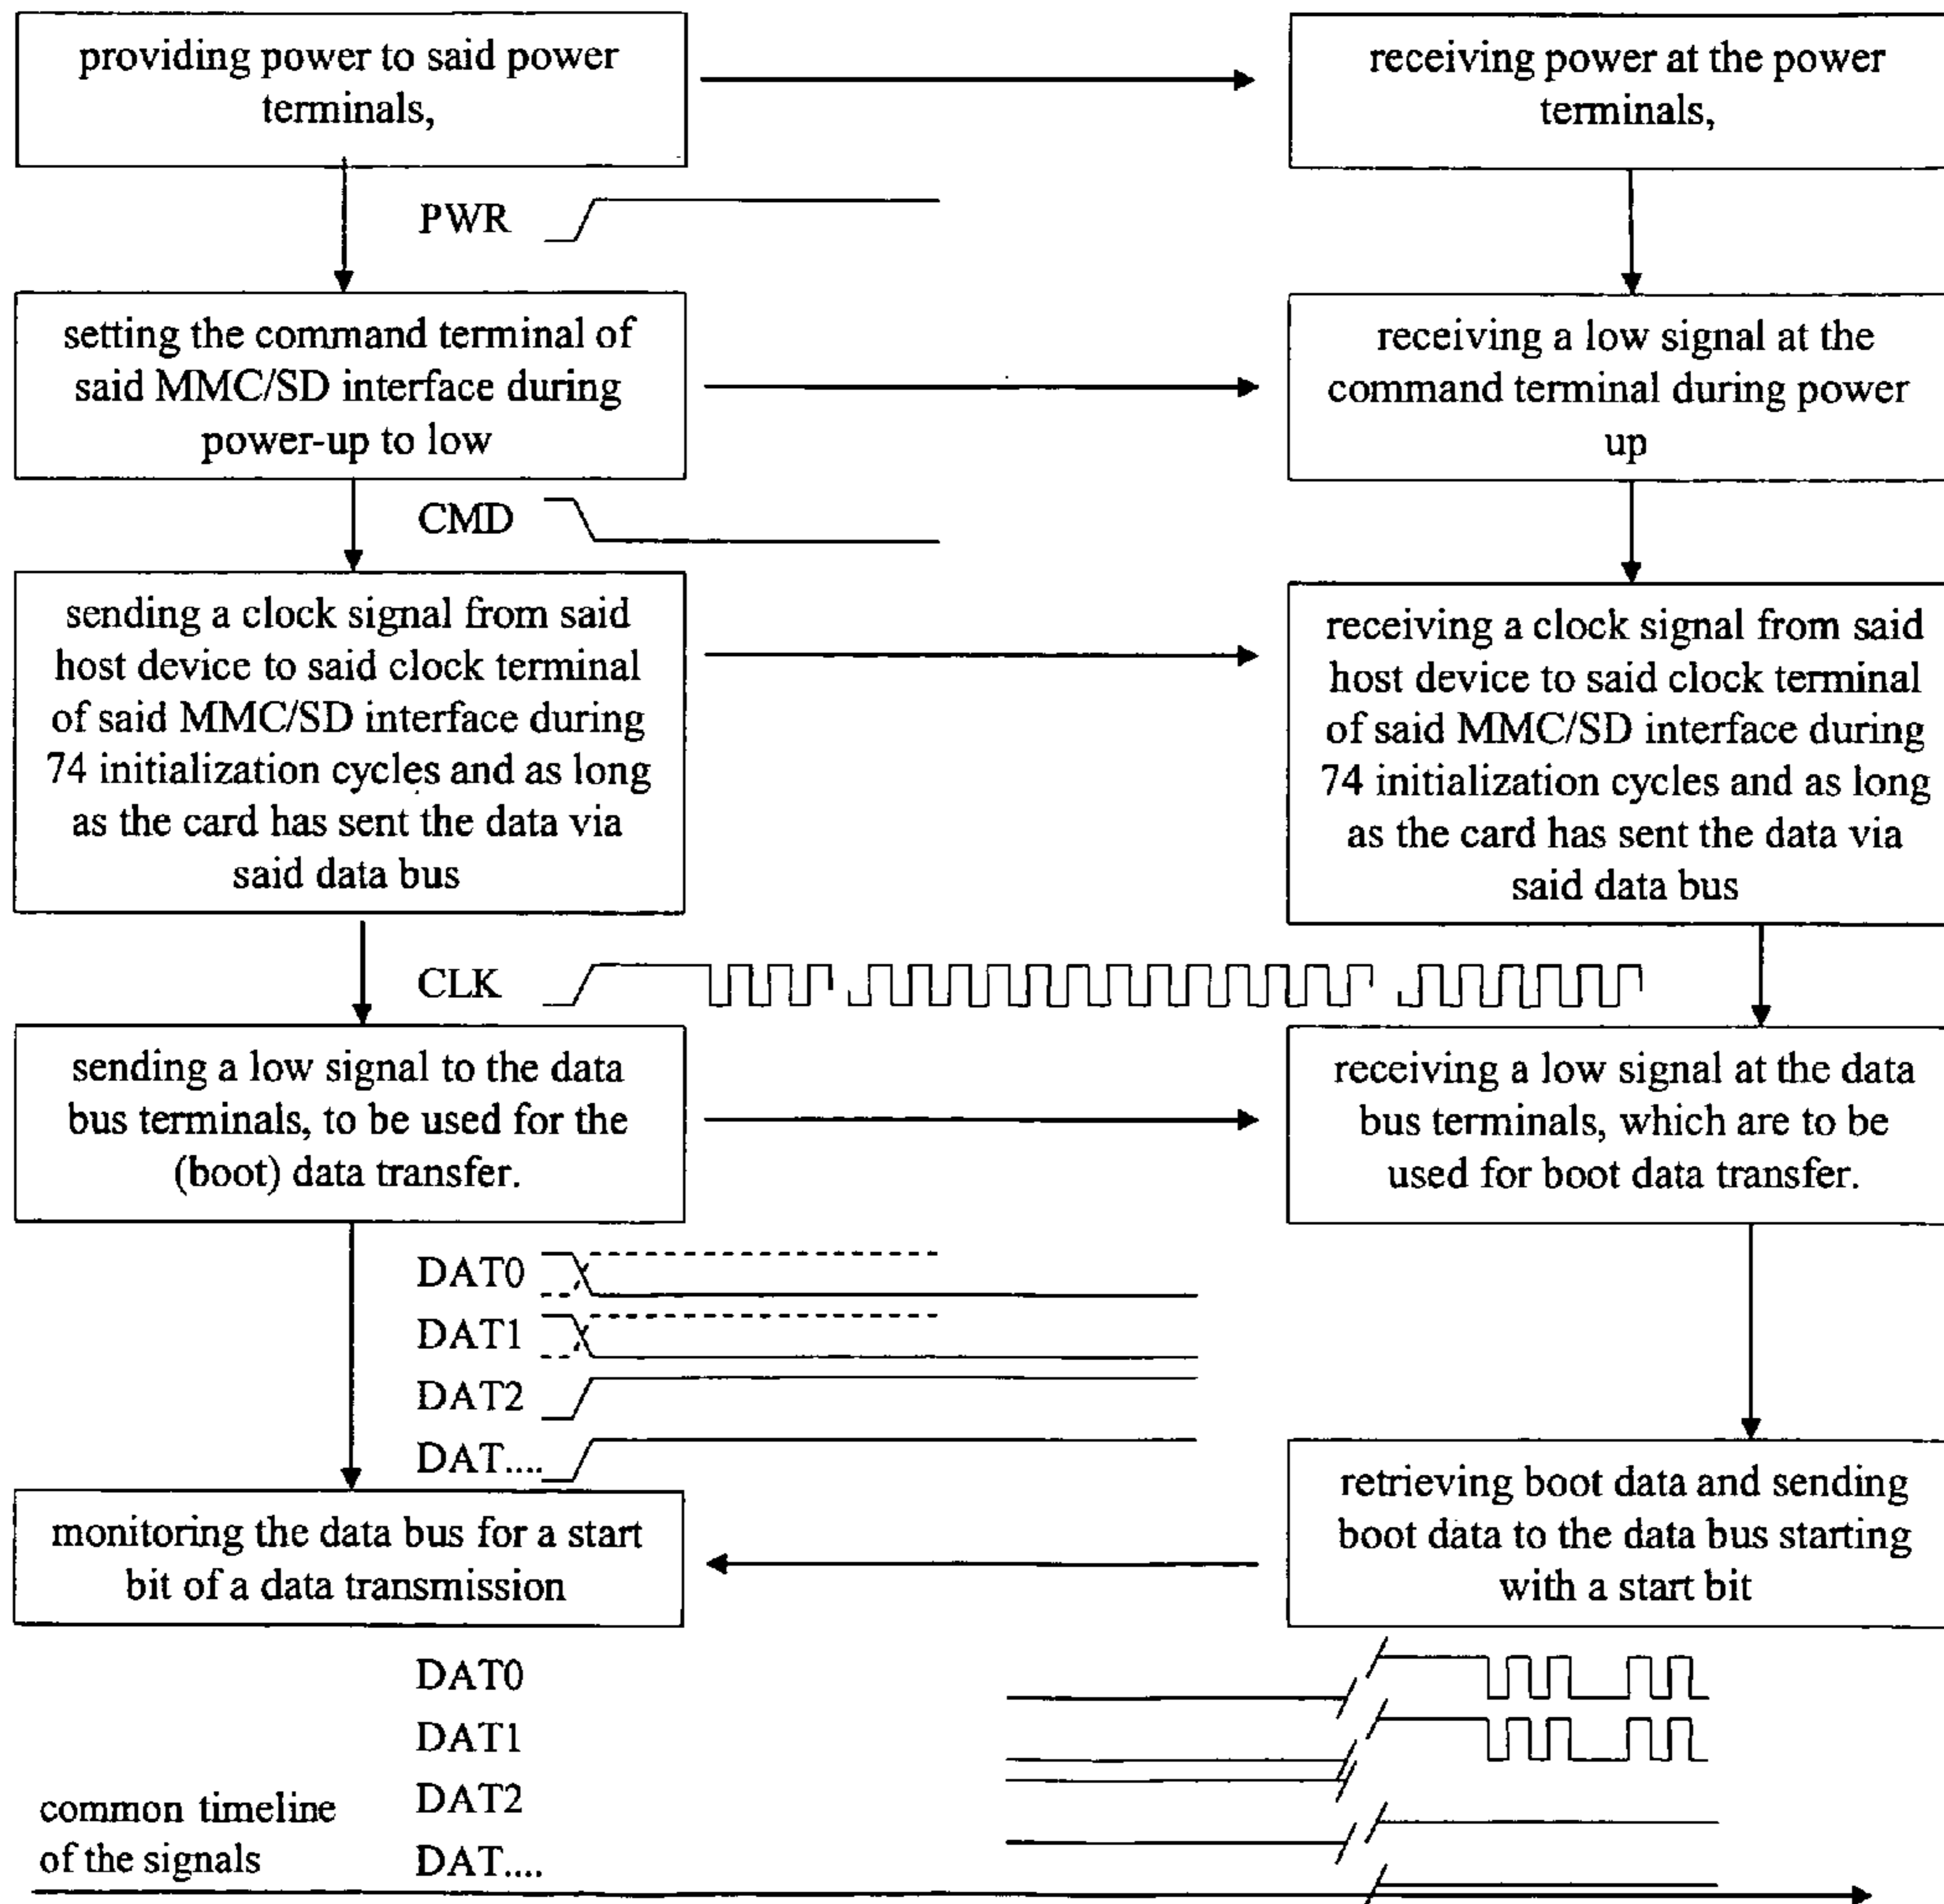 providing power to said power
terminals,
receiving power at the power
terminals,
PWR
setting the command terminal of
said MMC/SD interface during
power-up to low
receiving a low signal at the
command terminal during power
up
CMD
sending a clock signal from said
host device to said clock terminal
of said MMC/SD interface during
74 initialization cycles and as long
as the card has sent the data via
said data bus
receiving a clock signal from said
host device to said clock terminal
of said MMC/SD interface during
74 initialization cycles and as long
as the card has sent the data via
said data bus
CLK
sending a low signal to the data
bus terminals, to be used for the
(boot) data transfer.
receiving a low signal at the data
bus terminals, which are to be
used for boot data transfer.
DAT0
DAT1
DAT2
DAT....
monitoring the data bus for a start
bit of a data transmission
retrieving boot data and sending
boot data to the data bus starting
with a start bit
DAT0
DAT1
DAT2
DAT....
common timeline
of the signals